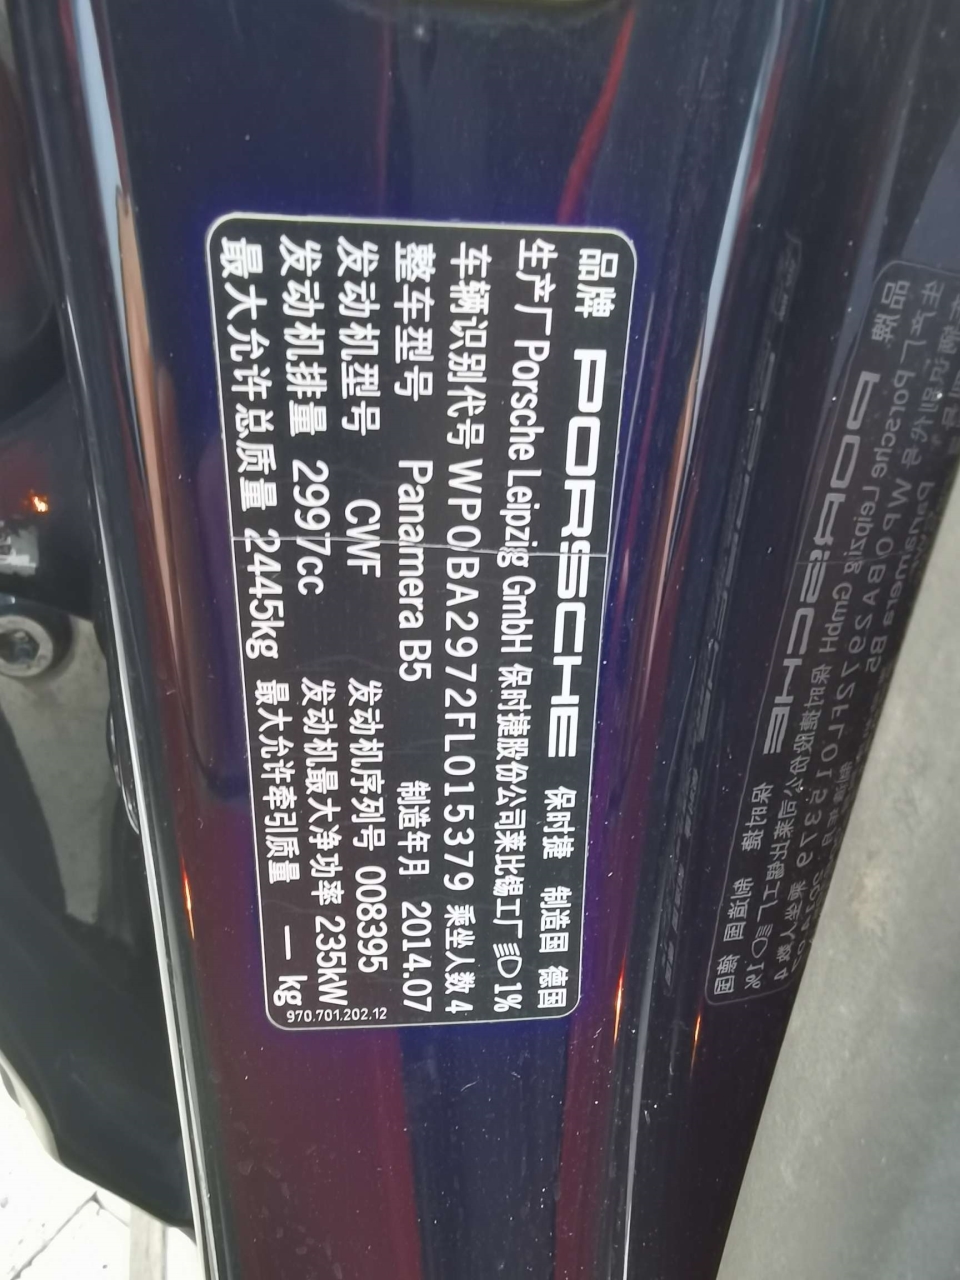 品牌 PORSCHE 保时捷 制造国 德国
生产厂 Porsche Leipzig GmbH 保时捷股份公司莱比锡工厂 1%
车辆识别代号 WP0BA2972FL015379 乘坐人数 4
整车型号 Panamera B5 制造年月 2014.07
发动机型号 CWF 发动机序列号 008395
发动机排量 2997cc 发动机最大净功率 235kW
最大允许总质量 2445kg 最大允许牵引质量 — kg
970.701.202.12